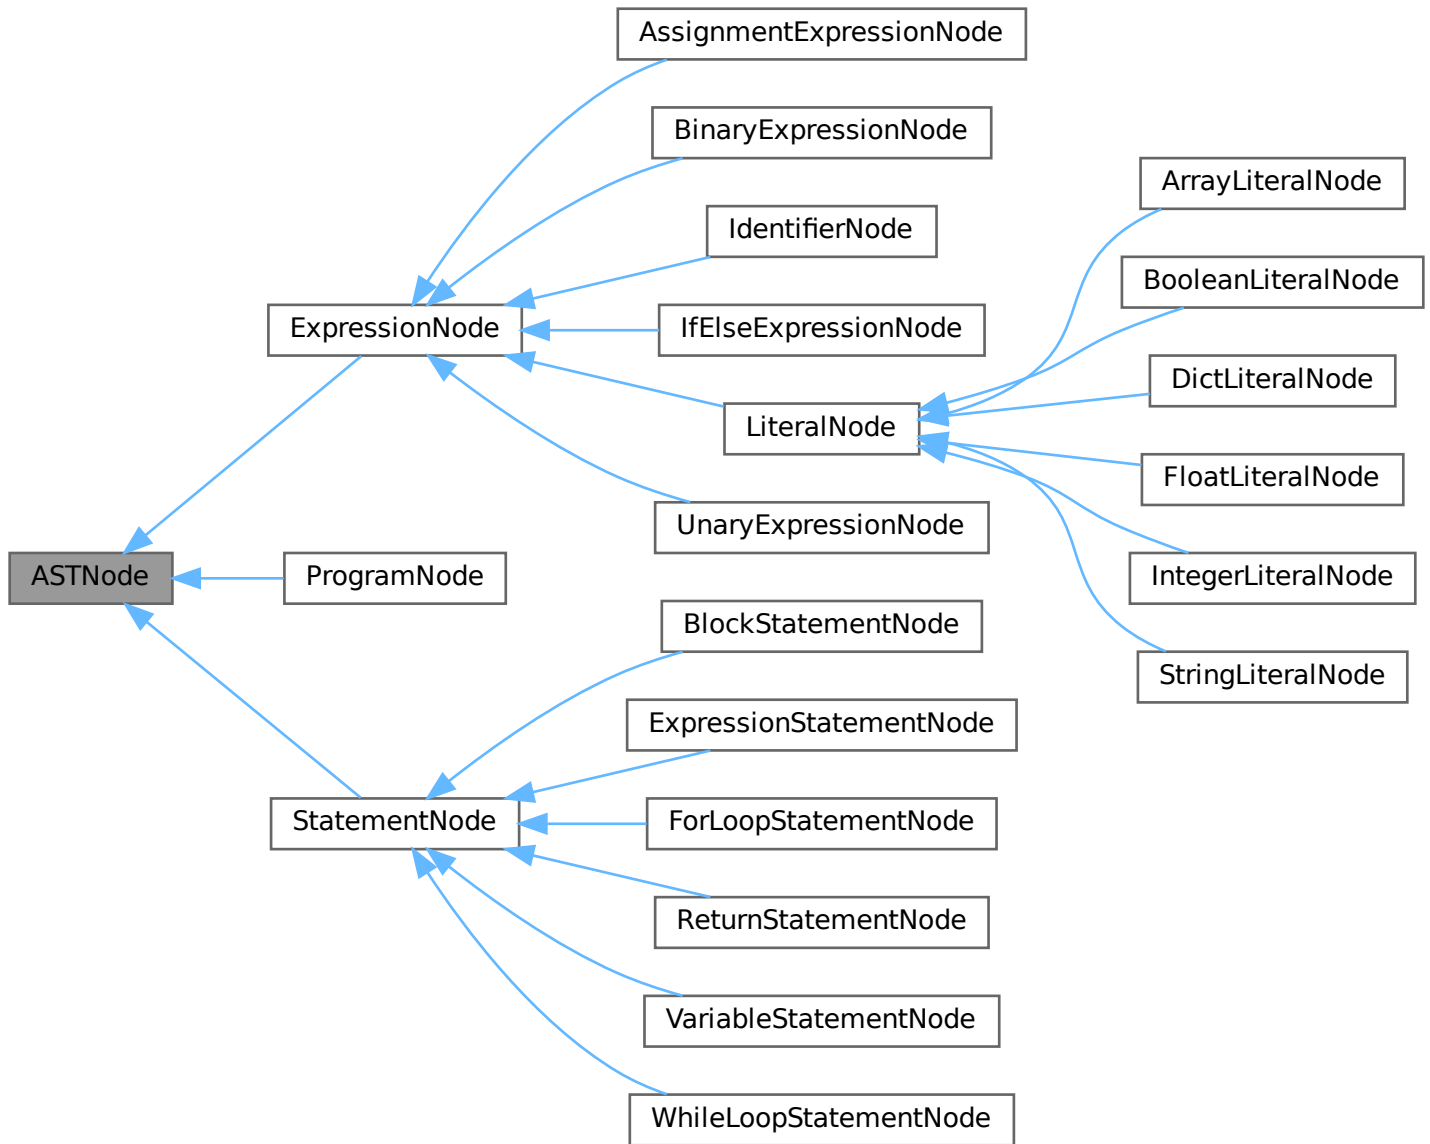 AssignmentExpressionNode
BinaryExpressionNode
ArrayLiteralNode
IdentifierNode
BooleanLiteralNode
ExpressionNode
IfElseExpressionNode
DictLiteralNode
LiteralNode
FloatLiteralNode
UnaryExpressionNode
ASTNode
ProgramNode
IntegerLiteralNode
BlockStatementNode
StringLiteralNode
ExpressionStatementNode
StatementNode
ForLoopStatementNode
ReturnStatementNode
VariableStatementNode
WhileLoopStatementNode